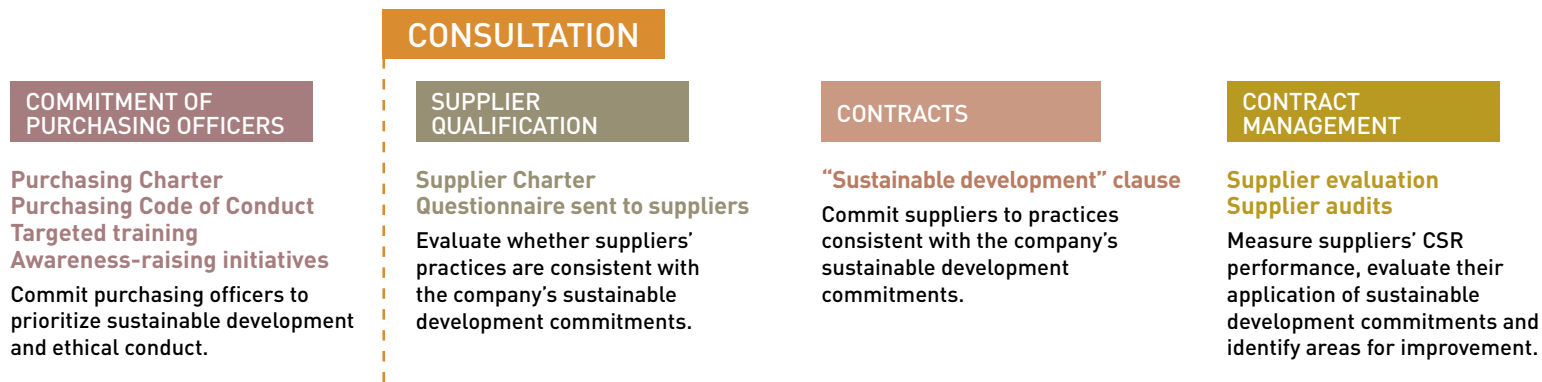 CONSULTATION
COMMITMENT OF
PURCHASING OFFICERS
Purchasing Charter
Purchasing Code of Conduct
Targeted training
Awareness-raising initiatives
Commit purchasing officers to
prioritize sustainable development
and ethical conduct.
SUPPLIER
QUALIFICATION
Supplier Charter
Questionnaire sent to suppliers
Evaluate whether suppliers’
practices are consistent with
the company’s sustainable
development commitments.
CONTRACTS
“Sustainable development” clause
Commit suppliers to practices
consistent with the company’s
sustainable development
commitments.
CONTRACT
MANAGEMENT
Supplier evaluation
Supplier audits
Measure suppliers’ CSR
performance, evaluate their
application of sustainable
development commitments and
identify areas for improvement.